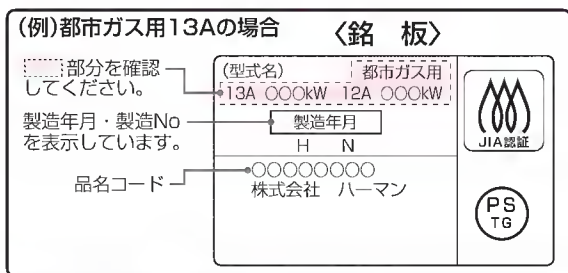 (例)都市ガス用13Aの場合
〈銘 板〉
部分を確認
してください。
製造年月・製造No
を表示しています。
品名コード
(型式名)
都市ガス用
13A ○○○kW 12A ○○○kW
製造年月
H N
○○○○○○○○
株式会社 ハーマン
JIA認証
PS
TG